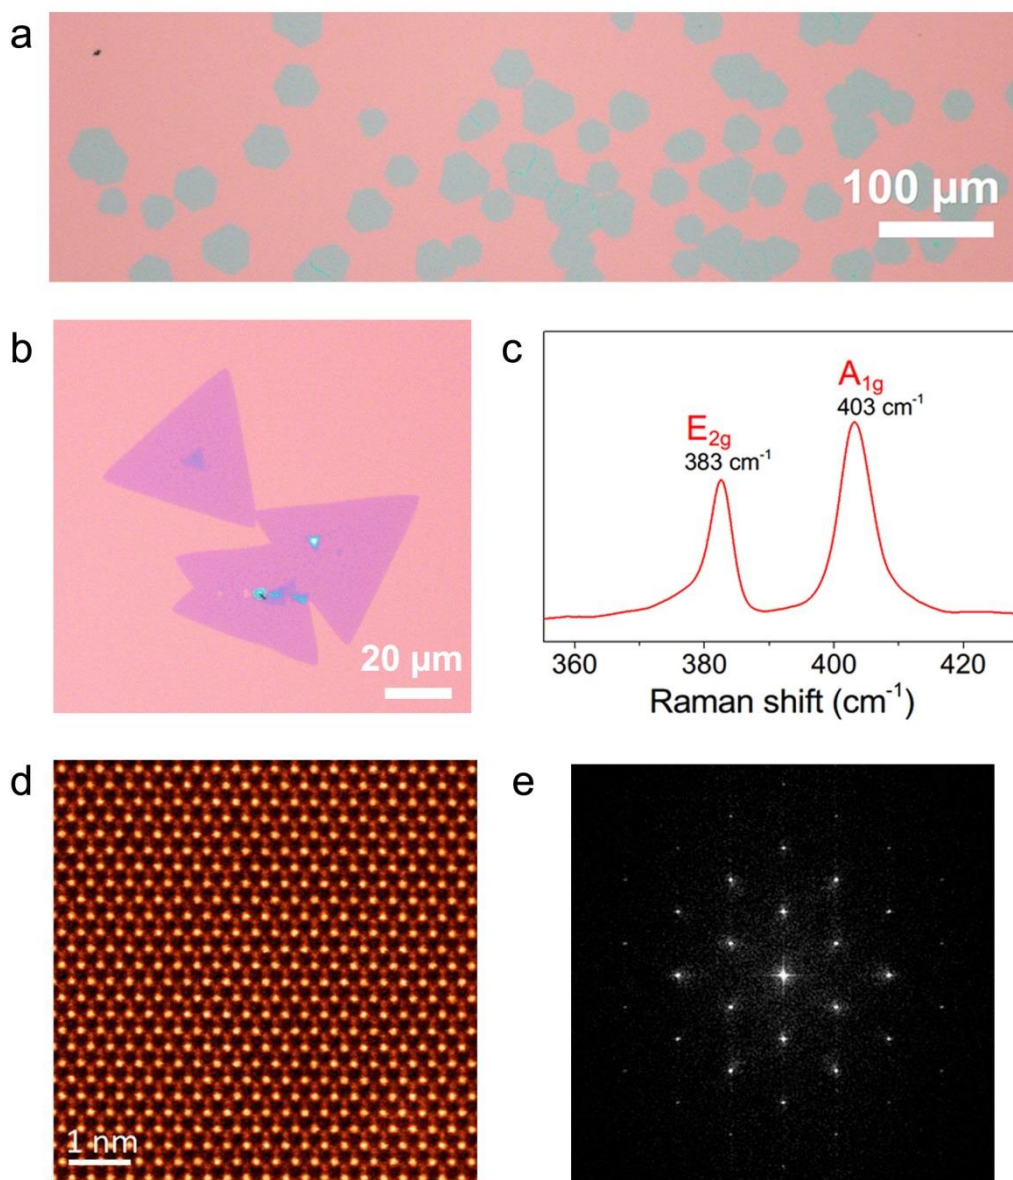 a
100 µm
b
20 µm
c
E2g
383 cm-1
A1g
403 cm-1
360 380 400 420
Raman shift (cm-1)
d
1 nm
e